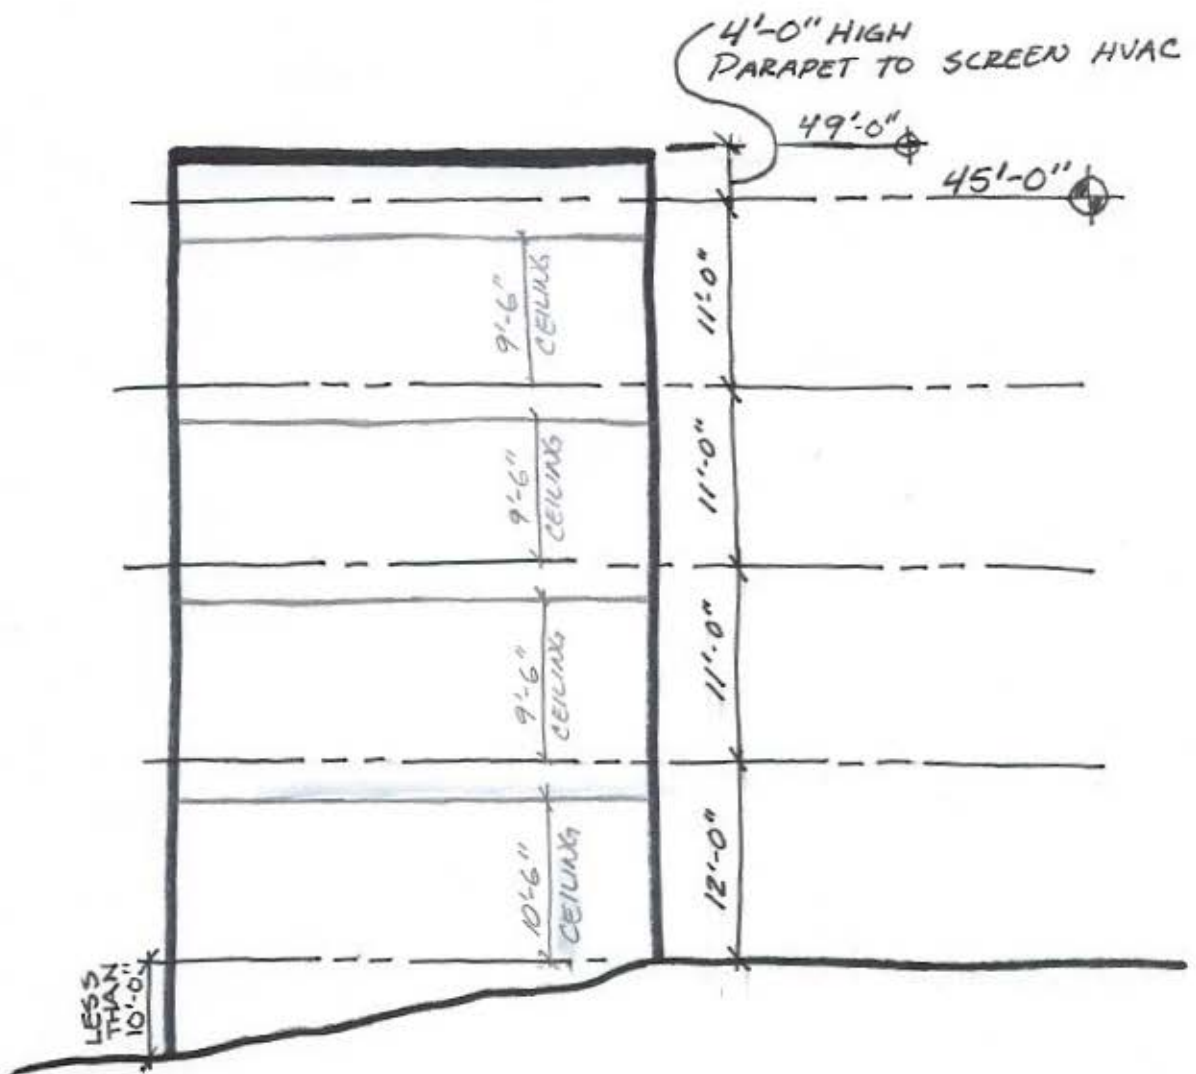 4'-0" HIGH
PARAPET TO SCREEN HVAC
49'-0"
45'-0"
9'-6"
CEILING
11'-0"
9'-6"
CEILING
11'-0"
9'-6"
CEILING
11'-0"
10'-6"
CEILING
12'-0"
LESS
THAN
10'-0"